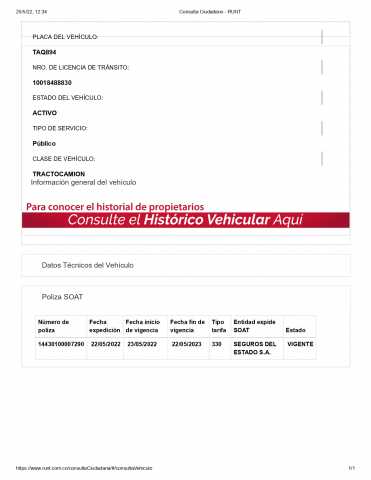 26/5/22, 12:34 Consulta Ciudadano - RUNT
PLACA DEL VEHÍCULO:
TAQ894
NRO. DE LICENCIA DE TRÁNSITO:
10018488830
ESTADO DEL VEHÍCULO:
ACTIVO
TIPO DE SERVICIO:
Público
CLASE DE VEHÍCULO:
TRACTOCAMION
Información general del vehículo
Para conocer el historial de propietarios
Consulte el Histórico Vehicular Aquí
Datos Técnicos del Vehículo
Poliza SOAT
Número de poliza Fecha expedición Fecha inicio de vigencia Fecha fin de vigencia Tipo tarifa Entidad expide SOAT Estado
14430100007290 22/05/2022 23/05/2022 22/05/2023 330 SEGUROS DEL ESTADO S.A. VIGENTE
https://www.runt.com.co/consultaCiudadana/#/consultaVehiculo 1/1